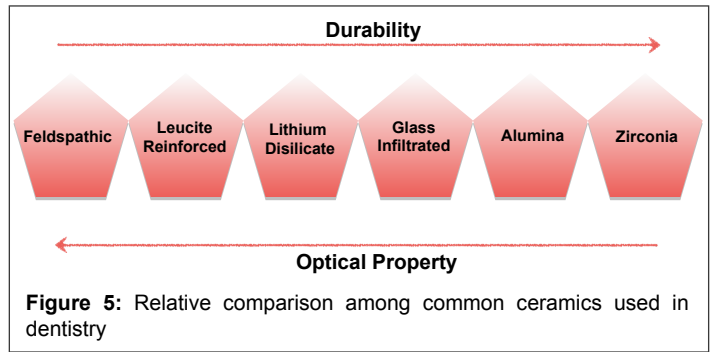 Durability
Feldspathic
Leucite
Reinforced
Lithium
Disilicate
Glass
Infiltrated
Alumina
Zirconia
Optical Property
Figure 5: Relative comparison among common ceramics used in
dentistry